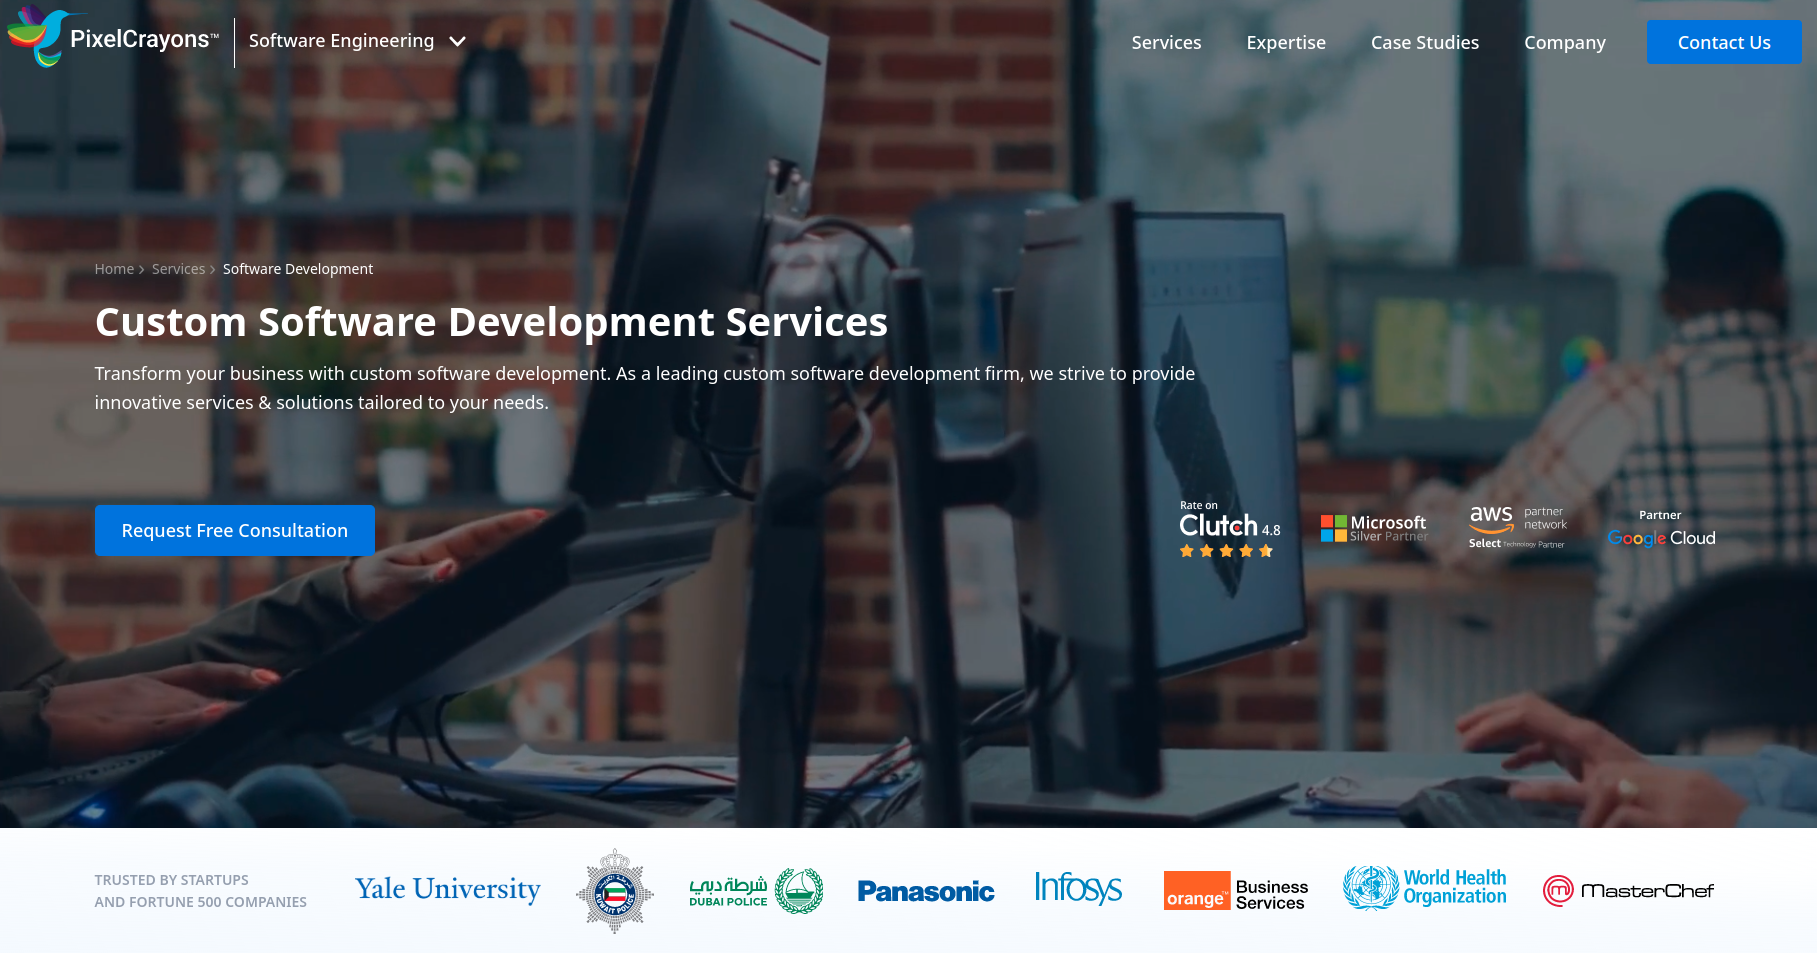 PixelCrayons™
Software Engineering
Services
Expertise
Case Studies
Company
Contact Us
Home
Services
Software Development
Custom Software Development Services
Transform your business with custom software development. As a leading custom software development firm, we strive to provide
innovative services & solutions tailored to your needs.
Request Free Consultation
Rate on
Clutch 4.8
Microsoft
Silver Partner
aws partner
network
Select Technology Partner
Partner
Google Cloud
TRUSTED BY STARTUPS
AND FORTUNE 500 COMPANIES
Yale University
KUWAIT POLICE
شرطة دبي
DUBAI POLICE
Panasonic
Infosys
orange™
Business
Services
World Health
Organization
MasterChef